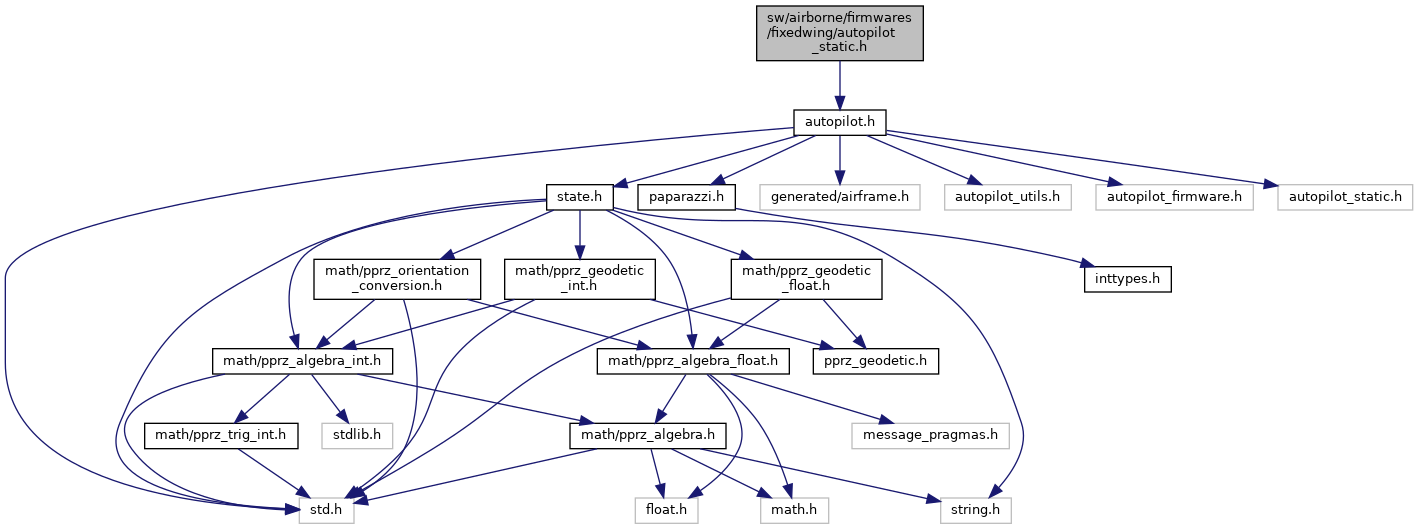 sw/airborne/firmwares
/fixedwing/autopilot
_static.h
autopilot.h
state.h
paparazzi.h
generated/airframe.h
autopilot_utils.h
autopilot_firmware.h
autopilot_static.h
math/pprz_orientation
_conversion.h
math/pprz_geodetic
_int.h
math/pprz_geodetic
_float.h
inttypes.h
math/pprz_algebra_int.h
math/pprz_algebra_float.h
pprz_geodetic.h
math/pprz_trig_int.h
stdlib.h
math/pprz_algebra.h
message_pragmas.h
std.h
float.h
math.h
string.h